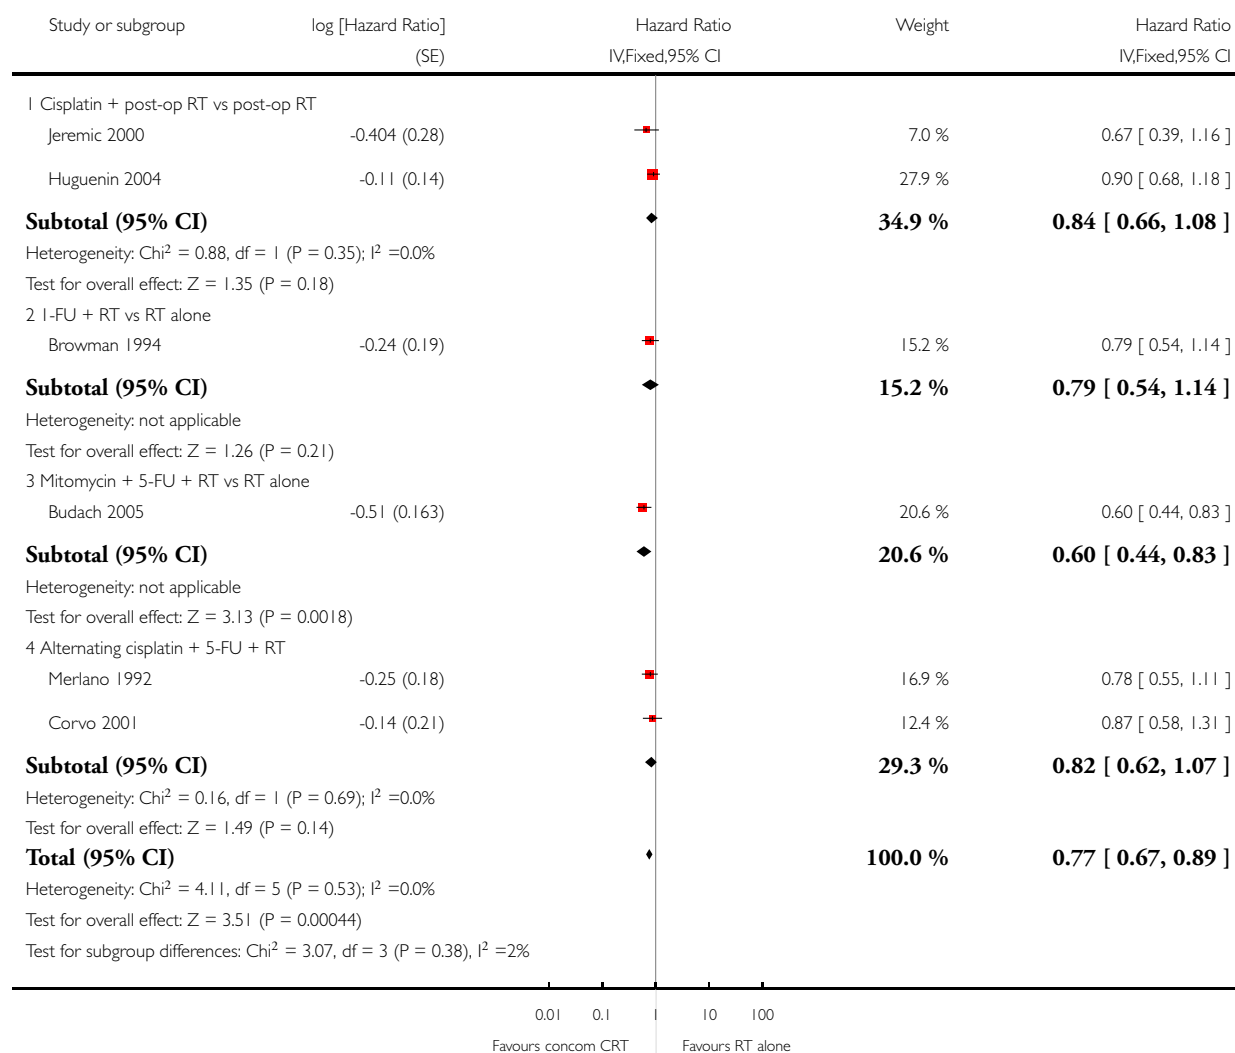 Study or subgroup log [Hazard Ratio] Hazard Ratio Weight Hazard Ratio
(SE) IV,Fixed,95% CI IV,Fixed,95% CI
1 Cisplatin + post-op RT vs post-op RT
Jeremic 2000 -0.404 (0.28) 7.0 % 0.67 [ 0.39, 1.16 ]
Huguenin 2004 -0.11 (0.14) 27.9 % 0.90 [ 0.68, 1.18 ]
Subtotal (95% CI) 34.9 % 0.84 [ 0.66, 1.08 ]
Heterogeneity: Chi² = 0.88, df = 1 (P = 0.35); I² =0.0%
Test for overall effect: Z = 1.35 (P = 0.18)
2 1-FU + RT vs RT alone
Browman 1994 -0.24 (0.19) 15.2 % 0.79 [ 0.54, 1.14 ]
Subtotal (95% CI) 15.2 % 0.79 [ 0.54, 1.14 ]
Heterogeneity: not applicable
Test for overall effect: Z = 1.26 (P = 0.21)
3 Mitomycin + 5-FU + RT vs RT alone
Budach 2005 -0.51 (0.163) 20.6 % 0.60 [ 0.44, 0.83 ]
Subtotal (95% CI) 20.6 % 0.60 [ 0.44, 0.83 ]
Heterogeneity: not applicable
Test for overall effect: Z = 3.13 (P = 0.0018)
4 Alternating cisplatin + 5-FU + RT
Merlano 1992 -0.25 (0.18) 16.9 % 0.78 [ 0.55, 1.11 ]
Corvo 2001 -0.14 (0.21) 12.4 % 0.87 [ 0.58, 1.31 ]
Subtotal (95% CI) 29.3 % 0.82 [ 0.62, 1.07 ]
Heterogeneity: Chi² = 0.16, df = 1 (P = 0.69); I² =0.0%
Test for overall effect: Z = 1.49 (P = 0.14)
Total (95% CI) 100.0 % 0.77 [ 0.67, 0.89 ]
Heterogeneity: Chi² = 4.11, df = 5 (P = 0.53); I² =0.0%
Test for overall effect: Z = 3.51 (P = 0.00044)
Test for subgroup differences: Chi² = 3.07, df = 3 (P = 0.38), I² =2%
0.01 0.1 1 10 100
Favours concom CRT Favours RT alone